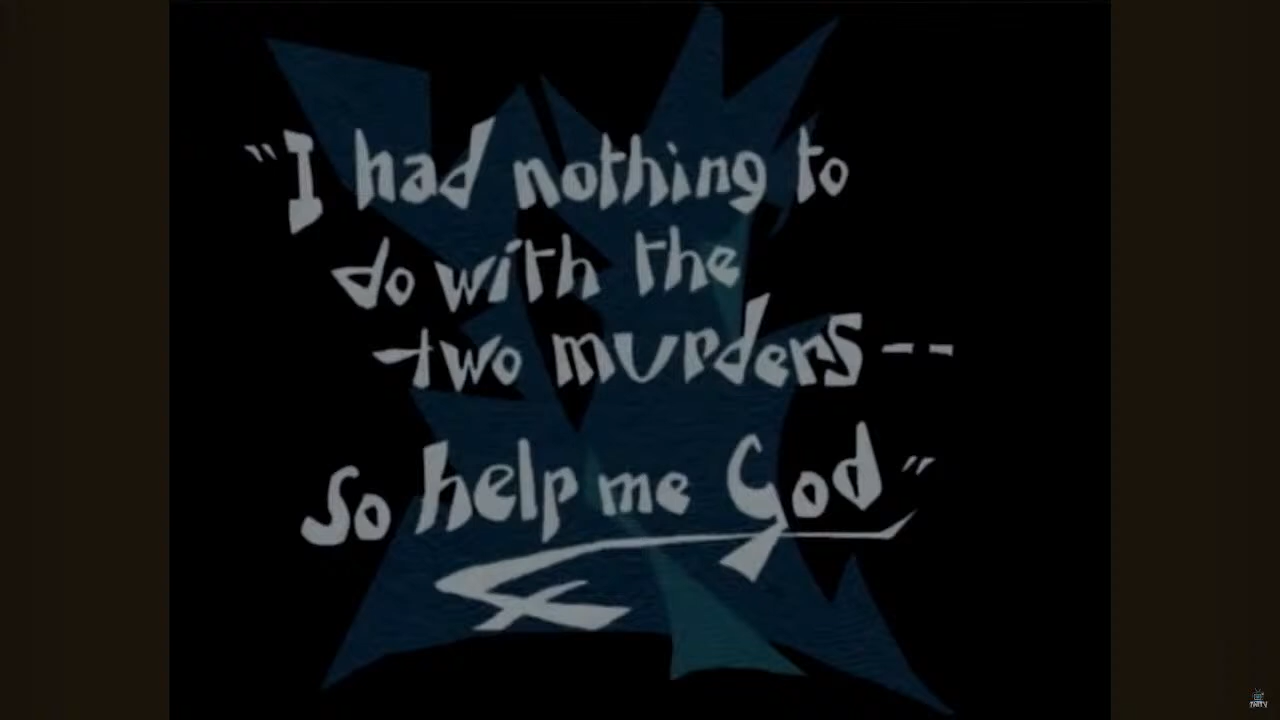 “I had nothing to
do with the
two murders--
So help me God”